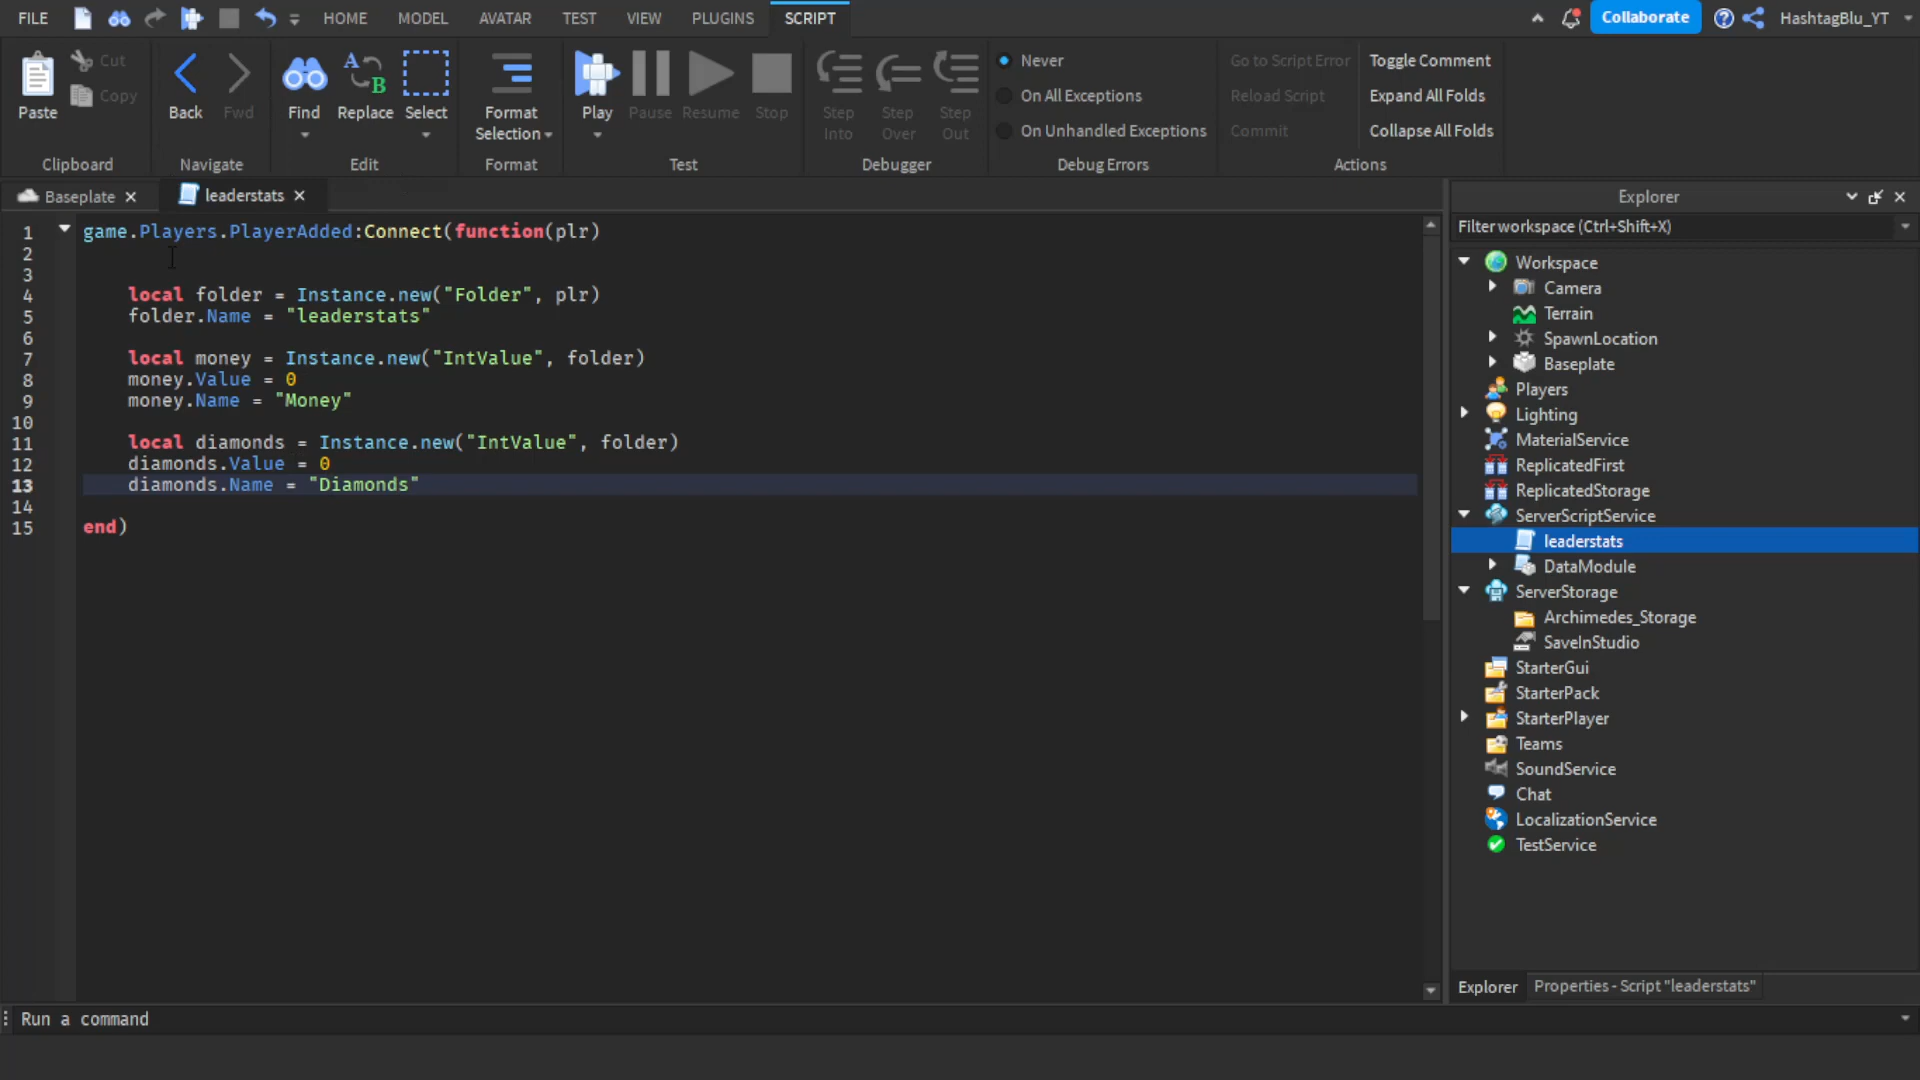 FILE
HOME
MODEL
AVATAR
TEST
VIEW
PLUGINS
SCRIPT
Collaborate
HashtagBlu_YT
Paste
Cut
Copy
Clipboard
Back
Fwd
Navigate
Find
Replace
Select
Edit
Format
Selection
Format
Play
Pause
Resume
Stop
Test
Step
Into
Step
Over
Step
Out
Debugger
Never
On All Exceptions
On Unhandled Exceptions
Debug Errors
Go to Script Error
Reload Script
Commit
Toggle Comment
Expand All Folds
Collapse All Folds
Actions
Baseplate
leaderstats
1 game.Players.PlayerAdded:Connect(function(plr)
2
3
4 local folder = Instance.new("Folder", plr)
5 folder.Name = "leaderstats"
6
7 local money = Instance.new("IntValue", folder)
8 money.Value = 0
9 money.Name = "Money"
10
11 local diamonds = Instance.new("IntValue", folder)
12 diamonds.Value = 0
13 diamonds.Name = "Diamonds"
14
15 end)
Explorer
Filter workspace (Ctrl+Shift+X)
Workspace
Camera
Terrain
SpawnLocation
Baseplate
Players
Lighting
MaterialService
ReplicatedFirst
ReplicatedStorage
ServerScriptService
leaderstats
DataModule
ServerStorage
Archimedes_Storage
SaveInStudio
StarterGui
StarterPack
StarterPlayer
Teams
SoundService
Chat
LocalizationService
TestService
Explorer
Properties - Script "leaderstats"
Run a command